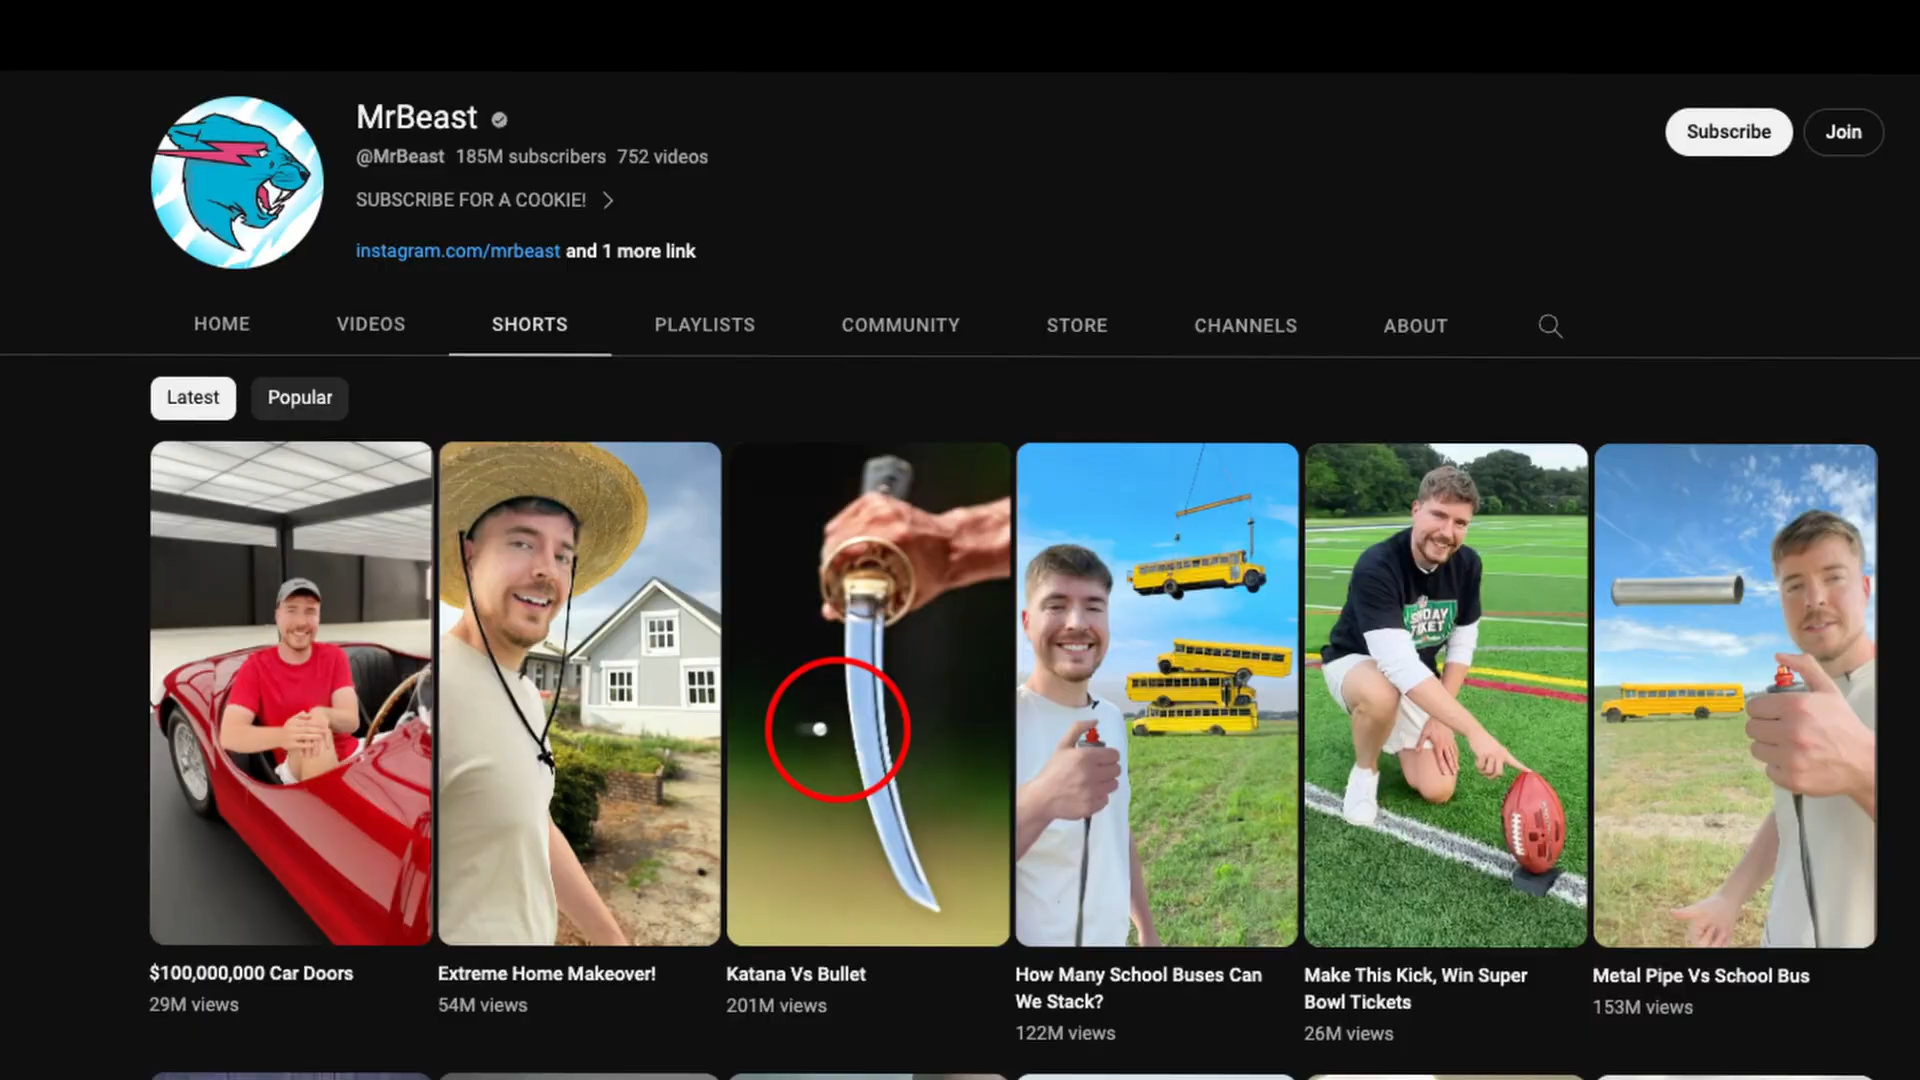 MrBeast
@MrBeast 185M subscribers 752 videos
SUBSCRIBE FOR A COOKIE!
instagram.com/mrbeast and 1 more link
Subscribe
Join
HOME
VIDEOS
SHORTS
PLAYLISTS
COMMUNITY
STORE
CHANNELS
ABOUT
Latest
Popular
$100,000,000 Car Doors
29M views
Extreme Home Makeover!
54M views
Katana Vs Bullet
201M views
How Many School Buses Can
We Stack?
122M views
Make This Kick, Win Super
Bowl Tickets
26M views
Metal Pipe Vs School Bus
153M views